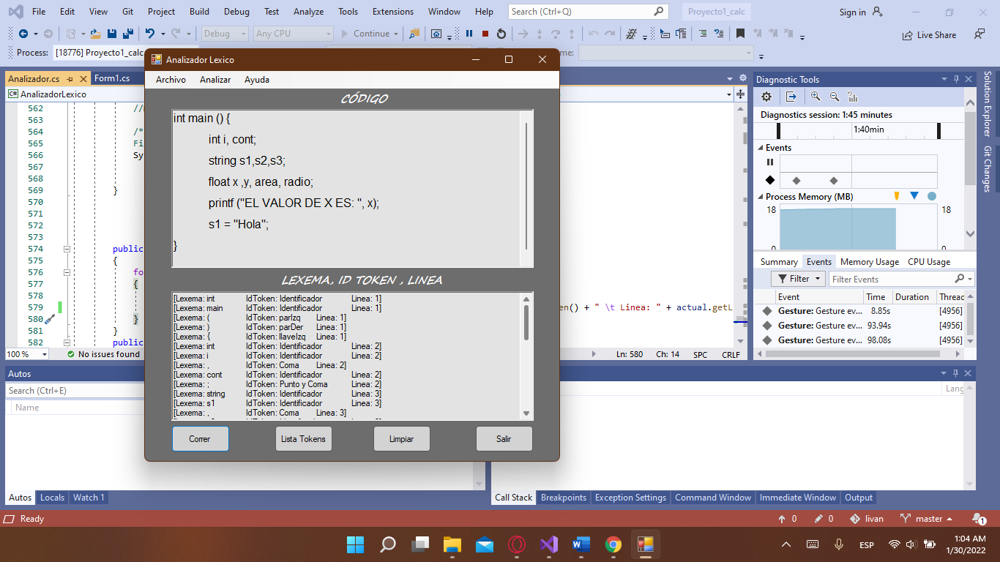 File Edit View Git Project Build Debug Test Analyze Tools Extensions Window Help Search (Ctrl+Q) Proyecto1_calc Sign in
Debug Any CPU Continue Live Share
Process: [18776] Proyecto1_calc me:
Analizador.cs Form1.cs
AnalizadorLexico
562 //
563
564 /*
565 Fi
566 Sy
567
568
569 }
570
571
572
573
574 public
575 {
576 fo
577 {
578
579 en() + " \t Linea: " + actual.getL
580 }
581 }
582 public
100 % No issues found Ln: 580 Ch: 14 SPC CRLF
Analizador Lexico
Archivo Analizar Ayuda
CÓDIGO
int main () {
int i, cont;
string s1,s2,s3;
float x ,y, area, radio;
printf ("EL VALOR DE X ES: ", x);
s1 = "Hola";
}
LEXEMA, ID TOKEN , LINEA
[Lexema: int IdToken: Identificador Linea: 1]
[Lexema: main IdToken: Identificador Linea: 1]
[Lexema: ( IdToken: parIzq Linea: 1]
[Lexema: ) IdToken: parDer Linea: 1]
[Lexema: { IdToken: llaveIzq Linea: 1]
[Lexema: int IdToken: Identificador Linea: 2]
[Lexema: i IdToken: Identificador Linea: 2]
[Lexema: , IdToken: Coma Linea: 2]
[Lexema: cont IdToken: Identificador Linea: 2]
[Lexema: ; IdToken: Punto y Coma Linea: 2]
[Lexema: string IdToken: Identificador Linea: 3]
[Lexema: s1 IdToken: Identificador Linea: 3]
[Lexema: , IdToken: Coma Linea: 3]
Correr Lista Tokens Limpiar Salir
Diagnostic Tools
Diagnostics session: 1:45 minutes
1:40min
Events
Process Memory (MB)
18 18
0 0
Summary Events Memory Usage CPU Usage
Filter Filter Events
Event Time Duration Thread
Gesture: Gesture ev... 8.85s [4956]
Gesture: Gesture ev... 93.94s [4956]
Gesture: Gesture ev... 98.08s [4956]
Solution Explorer
Git Changes
Autos
Search (Ctrl+E)
Name
Lang
Autos Locals Watch 1
Call Stack Breakpoints Exception Settings Command Window Immediate Window Output
Ready 0 0 livan master 1
ESP 1:04 AM
1/30/2022